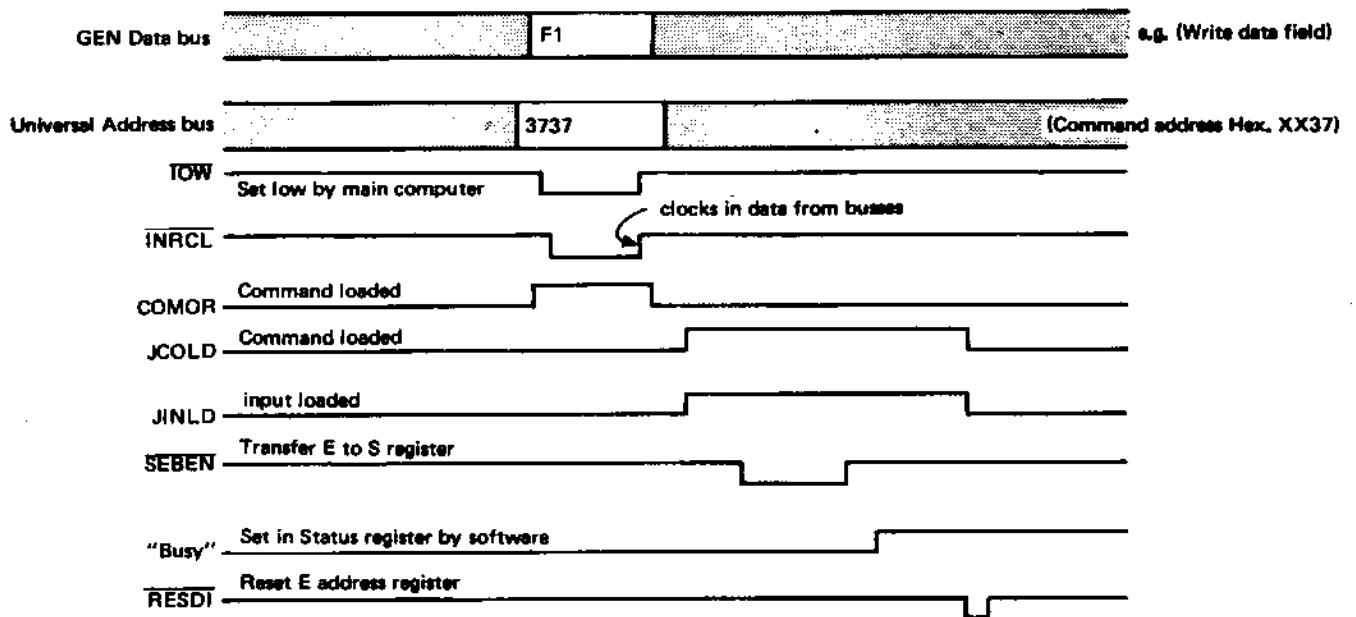 GEN Data bus F1 e.g. (Write data field)
Universal Address bus 3737 (Command address Hex. XX37)
IOW Set low by main computer
clocks in data from busses
INRCL
Command loaded
COMOR
Command loaded
JCOLD
input loaded
JINLD
Transfer E to S register
SEBEN
"Busy" Set in Status register by software
Reset E address register
RESDI